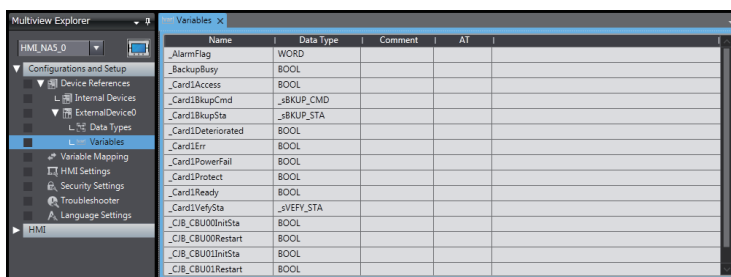 Multiview Explorer
HMI_NA5_0
Configurations and Setup
Device References
Internal Devices
ExternalDevice0
Data Types
Variables
Variable Mapping
HMI Settings
Security Settings
Troubleshooter
Language Settings
HMI
Variables
Name Data Type Comment AT
_AlarmFlag WORD
_BackupBusy BOOL
_Card1Access BOOL
_Card1BkupCmd _sBKUP_CMD
_Card1BkupSta _sBKUP_STA
_Card1Deteriorated BOOL
_Card1Err BOOL
_Card1PowerFail BOOL
_Card1Protect BOOL
_Card1Ready BOOL
_Card1VefySta _sVEFY_STA
_CJB_CBU00InitSta BOOL
_CJB_CBU00Restart BOOL
_CJB_CBU01InitSta BOOL
_CJB_CBU01Restart BOOL